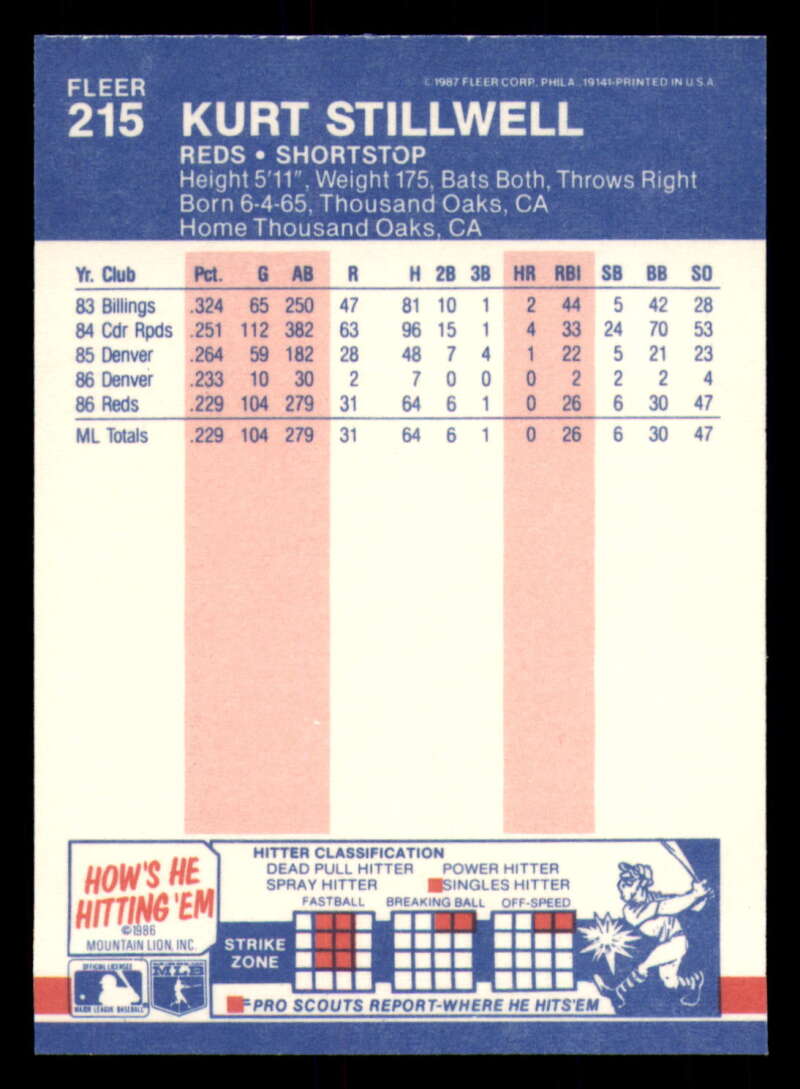 FLEER
© 1987 FLEER CORP. PHILA., 19141-PRINTED IN U.S.A.
215 KURT STILLWELL
REDS • SHORTSTOP
Height 5'11", Weight 175, Bats Both, Throws Right
Born 6-4-65, Thousand Oaks, CA
Home Thousand Oaks, CA
Yr. Club Pct. G AB R H 2B 3B HR RBI SB BB SO
83 Billings .324 65 250 47 81 10 1 2 44 5 42 28
84 Cdr Rpds .251 112 382 63 96 15 1 4 33 24 70 53
85 Denver .264 59 182 28 48 7 4 1 22 5 21 23
86 Denver .233 10 30 2 7 0 0 0 2 2 2 4
86 Reds .229 104 279 31 64 6 1 0 26 6 30 47
ML Totals .229 104 279 31 64 6 1 0 26 6 30 47
HOW'S HE
HITTING 'EM
©1986
MOUNTAIN LION, INC.
HITTER CLASSIFICATION
DEAD PULL HITTER POWER HITTER
SPRAY HITTER SINGLES HITTER
FASTBALL BREAKING BALL OFF-SPEED
STRIKE
ZONE
OFFICIAL LICENSEE
MAJOR LEAGUE BASEBALL
MLB
=PRO SCOUTS REPORT-WHERE HE HITS'EM